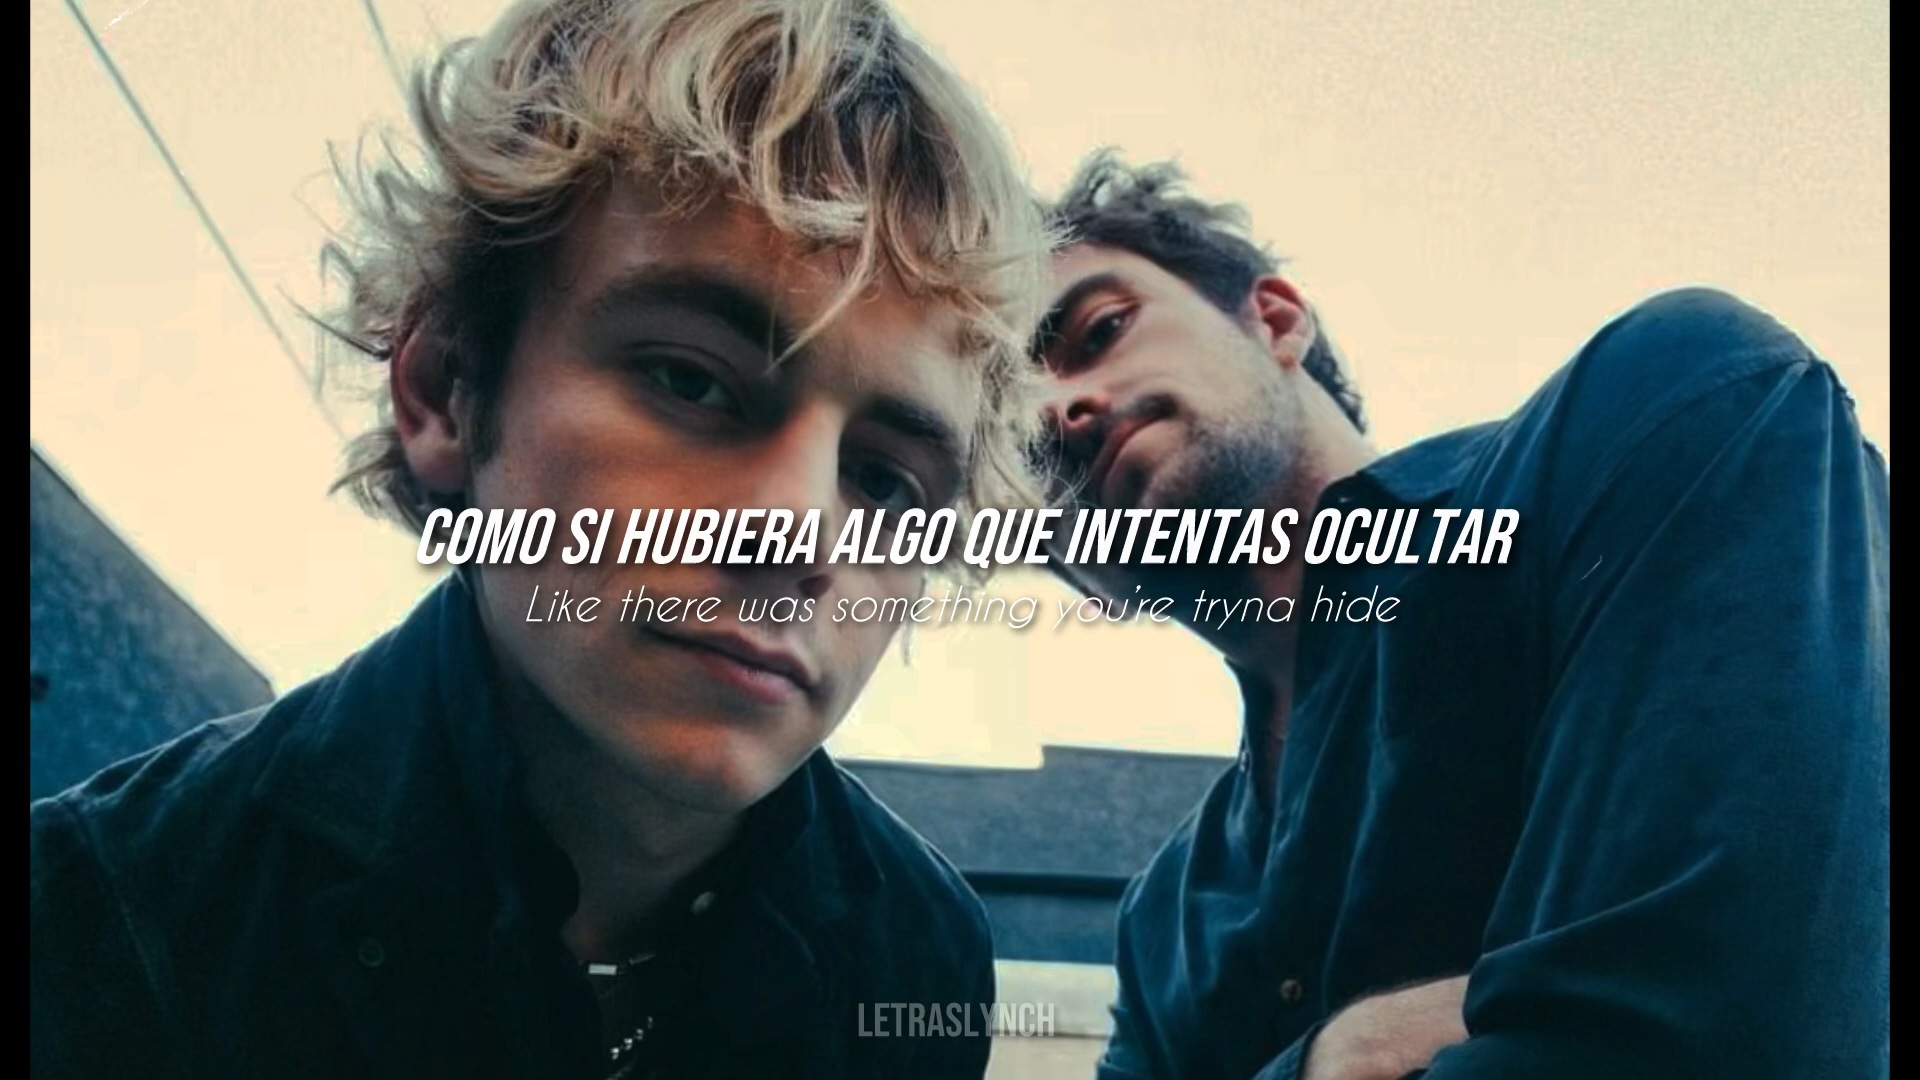 COMO SI HUBIERA ALGO QUE INTENTAS OCULTAR
Like there was something you're tryna hide
LETRASLYNCH